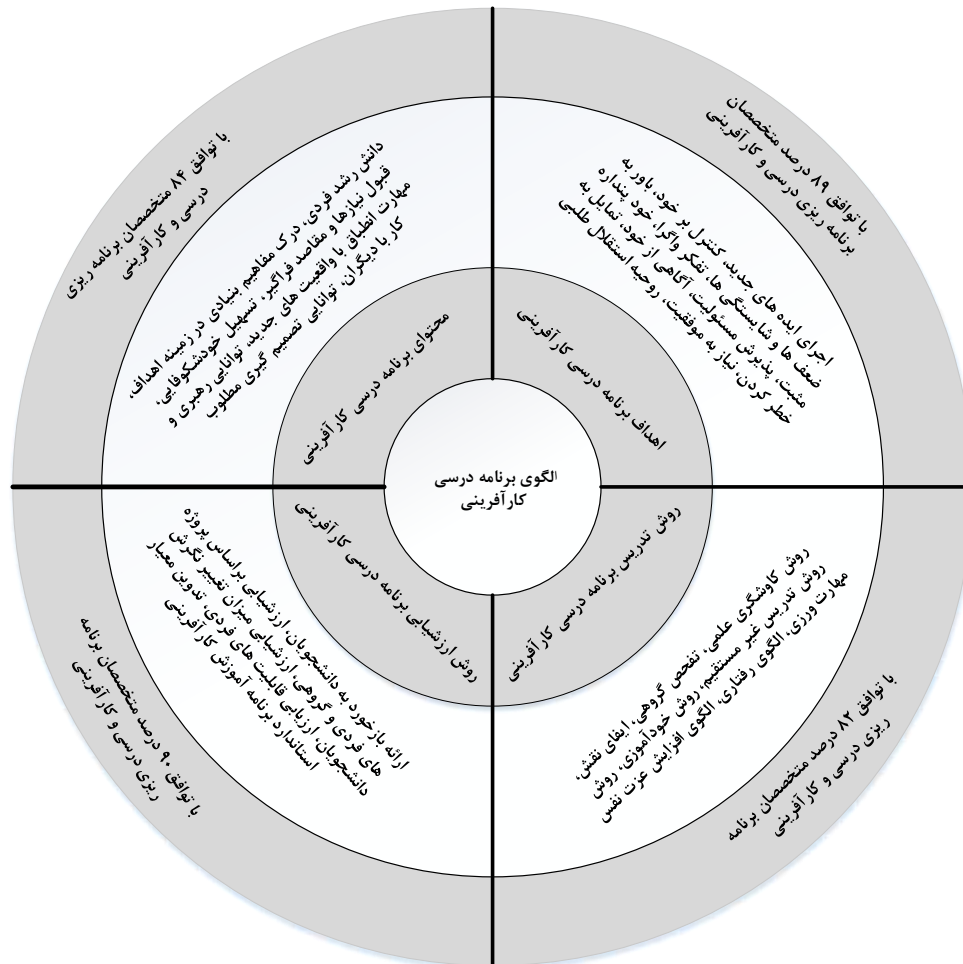 الگوی برنامه درسی
کارآفرینی
اهداف برنامه درسی کارآفرینی
اجرای ایده های جدید، کنترل بر خود، باور به
ضعف ها و شایستگی ها، تفکر واگرا، خود پنداره
مثبت، پذیرش مسئولیت، آگاهی از خود، تمایل به
خطر کردن، نیاز به موفقیت، روحیه استقلال طلبی
با توافق ۸۹ درصد متخصصان
برنامه ریزی درسی و کارآفرینی
محتوای برنامه درسی کارآفرینی
دانش رشد فردی، درک مفاهیم بنیادی در زمینه اهداف،
قبول نیازها و مقاصد فراگیر، تسهیل خودشکوفایی،
مهارت انطباق با واقعیت های جدید، توانایی رهبری و
کار با دیگران، توانایی تصمیم گیری مطلوب
با توافق ۸۴ متخصصان برنامه ریزی
درسی و کارآفرینی
روش تدریس برنامه درسی کارآفرینی
روش کاوشگری علمی، تفحص گروهی، ایفای نقش،
روش تدریس غیر مستقیم، روش خودآموزی، روش
مهارت ورزی، الگوی رفتاری، الگوی افزایش عزت نفس
با توافق ۸۲ درصد متخصصان برنامه
ریزی درسی و کارآفرینی
روش ارزشیابی برنامه درسی کارآفرینی
ارائه بازخورد به دانشجویان، ارزشیابی براساس پروژه
های فردی و گروهی، ارزشیابی میزان تغییر نگرش
دانشجویان، ارزیابی قابلیت های فردی، تدوین معیار
استاندارد برنامه آموزش کارآفرینی
با توافق ۹۰ درصد متخصصان برنامه
ریزی درسی و کارآفرینی